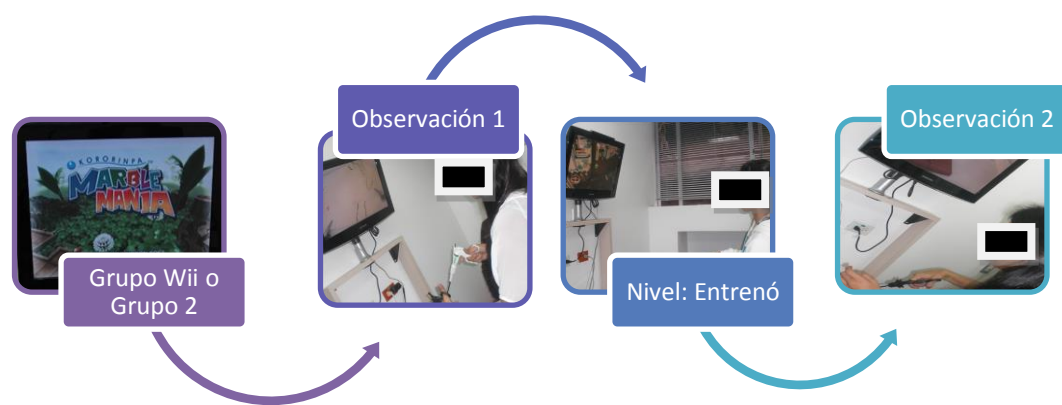 KORORINPA
MARBLE
MANIA
Grupo Wii o
Grupo 2
Observación 1
Nivel: Entrenó
Observación 2